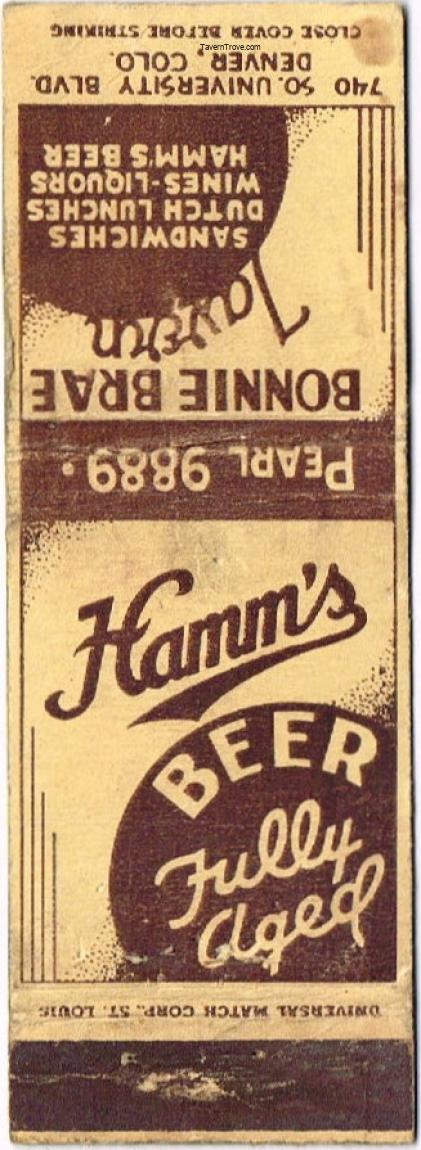 CLOSE COVER BEFORE STRIKING
TavernTrove.com
740 SO. UNIVERSITY BLVD.
DENVER, COLO.
BONNIE BRAE
Tavern
SANDWICHES
DUTCH LUNCHES
WINES-LIQUORS
HAMM'S BEER
PEARL 9889 •
Hamm's
BEER
Fully
aged
UNIVERSAL MATCH CORP., ST. LOUIS